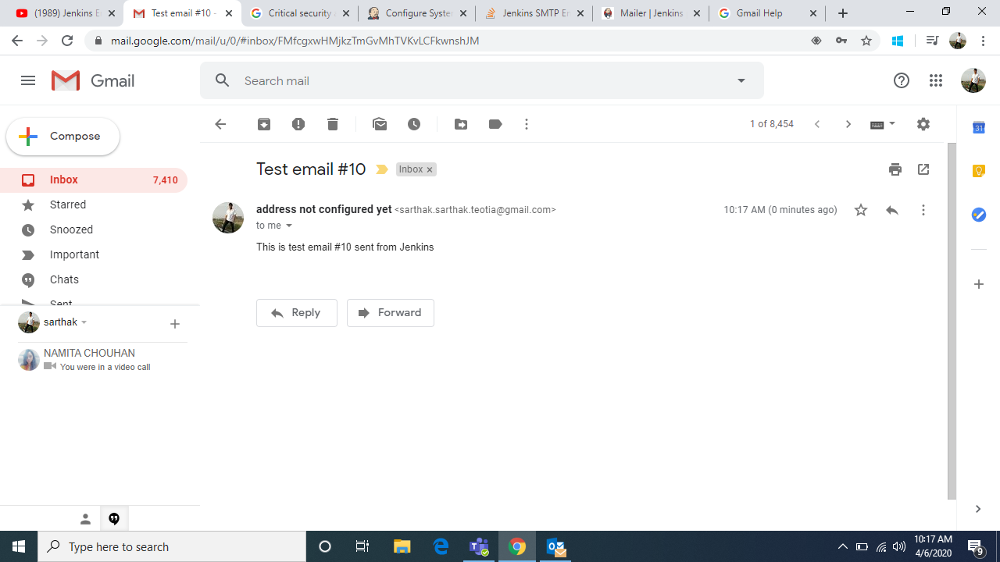 (1989) Jenkins E
Test email #10 -
Critical security
Configure Syste
Jenkins SMTP Er
Mailer | Jenkins
Gmail Help
mail.google.com/mail/u/0/#inbox/FMfcgxwHMjkzTmGvMhTVKvLCFkwnshJM
Gmail
Search mail
Compose
1 of 8,454
31
Inbox 7,410
Starred
Snoozed
Important
Chats
Sent
Test email #10 Inbox x
address not configured yet <sarthak.sarthak.teotia@gmail.com> 10:17 AM (0 minutes ago)
to me
This is test email #10 sent from Jenkins
Reply Forward
sarthak
NAMITA CHOUHAN
You were in a video call
Type here to search
10:17 AM
4/6/2020
9